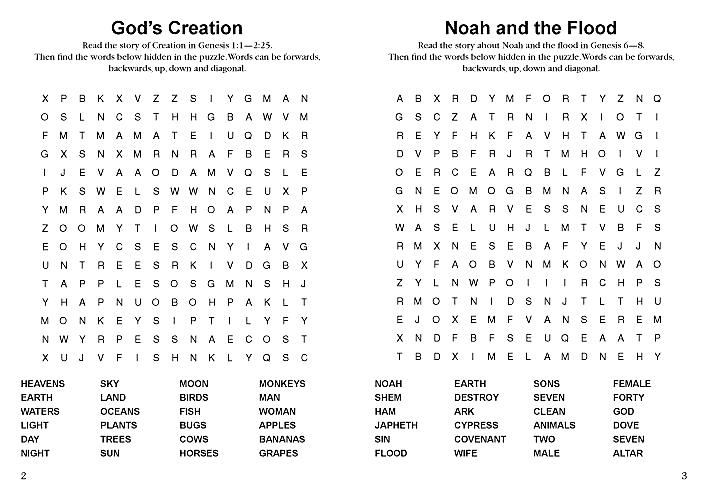 God's Creation
Read the story of Creation in Genesis 1:1—2:25.
Then find the words below hidden in the puzzle.Words can be forwards,
backwards, up, down and diagonal.
X P B K X V Z Z S I Y G M A N
O S L N C S T H H G B A W V M
F M T M A M A T E I U Q D K R
G X S N X M R N R A F B E R S
I J E V A A O D A M V Q S L E
P K S W E L S W W N C E U X P
Y M R A A D P F H O A P N P A
Z O O M Y T I O W S L B H S R
E O H Y C S E S C N Y I A V G
U N T R E E S R K I V D G B X
T A P P L E S O S G M N S H J
Y H A P N U O B O H P A K L T
M O N K E Y S I P T I L Y F Y
N W Y R P E S S N A E C O S T
X U J V F I S H N K L Y Q S C
HEAVENS SKY MOON MONKEYS
EARTH LAND BIRDS MAN
WATERS OCEANS FISH WOMAN
LIGHT PLANTS BUGS APPLES
DAY TREES COWS BANANAS
NIGHT SUN HORSES GRAPES
2
Noah and the Flood
Read the story about Noah and the flood in Genesis 6—8.
Then find the words below hidden in the puzzle.Words can be forwards,
backwards, up, down and diagonal.
A B X R D Y M F O R T Y Z N Q
G S C Z A T R N I R X I O T I
R E Y F H K F A V H T A W G I
D V P B F R J R T M H O I V I
O E R C E A R Q B L F V G L Z
G N E O M O G B M N A S I Z R
X H S V A R V E S S N E U C S
W A S E L U H J L M T V B F S
R M X N E S E B A F Y E J J N
U Y F A O B V N M K O N W A O
Z Y L N W P O I I I R C H P S
R M O T N I D S N J T L T H U
E J O X E M F V A N S E R E M
X N D F B F S E U Q E A A T P
T B D X I M E L A M D N E H Y
NOAH EARTH SONS FEMALE
SHEM DESTROY SEVEN FORTY
HAM ARK CLEAN GOD
JAPHETH CYPRESS ANIMALS DOVE
SIN COVENANT TWO SEVEN
FLOOD WIFE MALE ALTAR
3